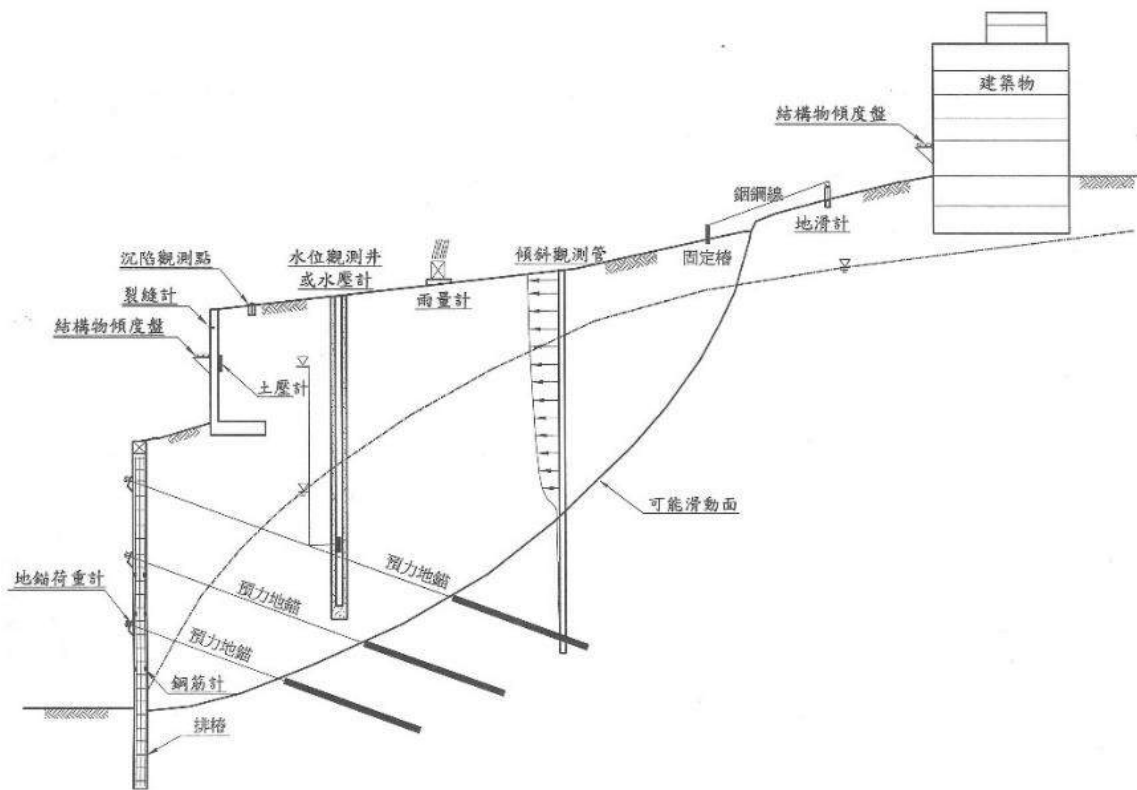 建築物
結構物傾度盤
銦鋼線
地滑計
沉陷觀測點
水位觀測井
或水壓計
傾斜觀測管
固定樁
裂縫計
雨量計
結構物傾度盤
土壓計
可能滑動面
預力地錨
地錨荷重計
預力地錨
預力地錨
鋼筋計
排樁